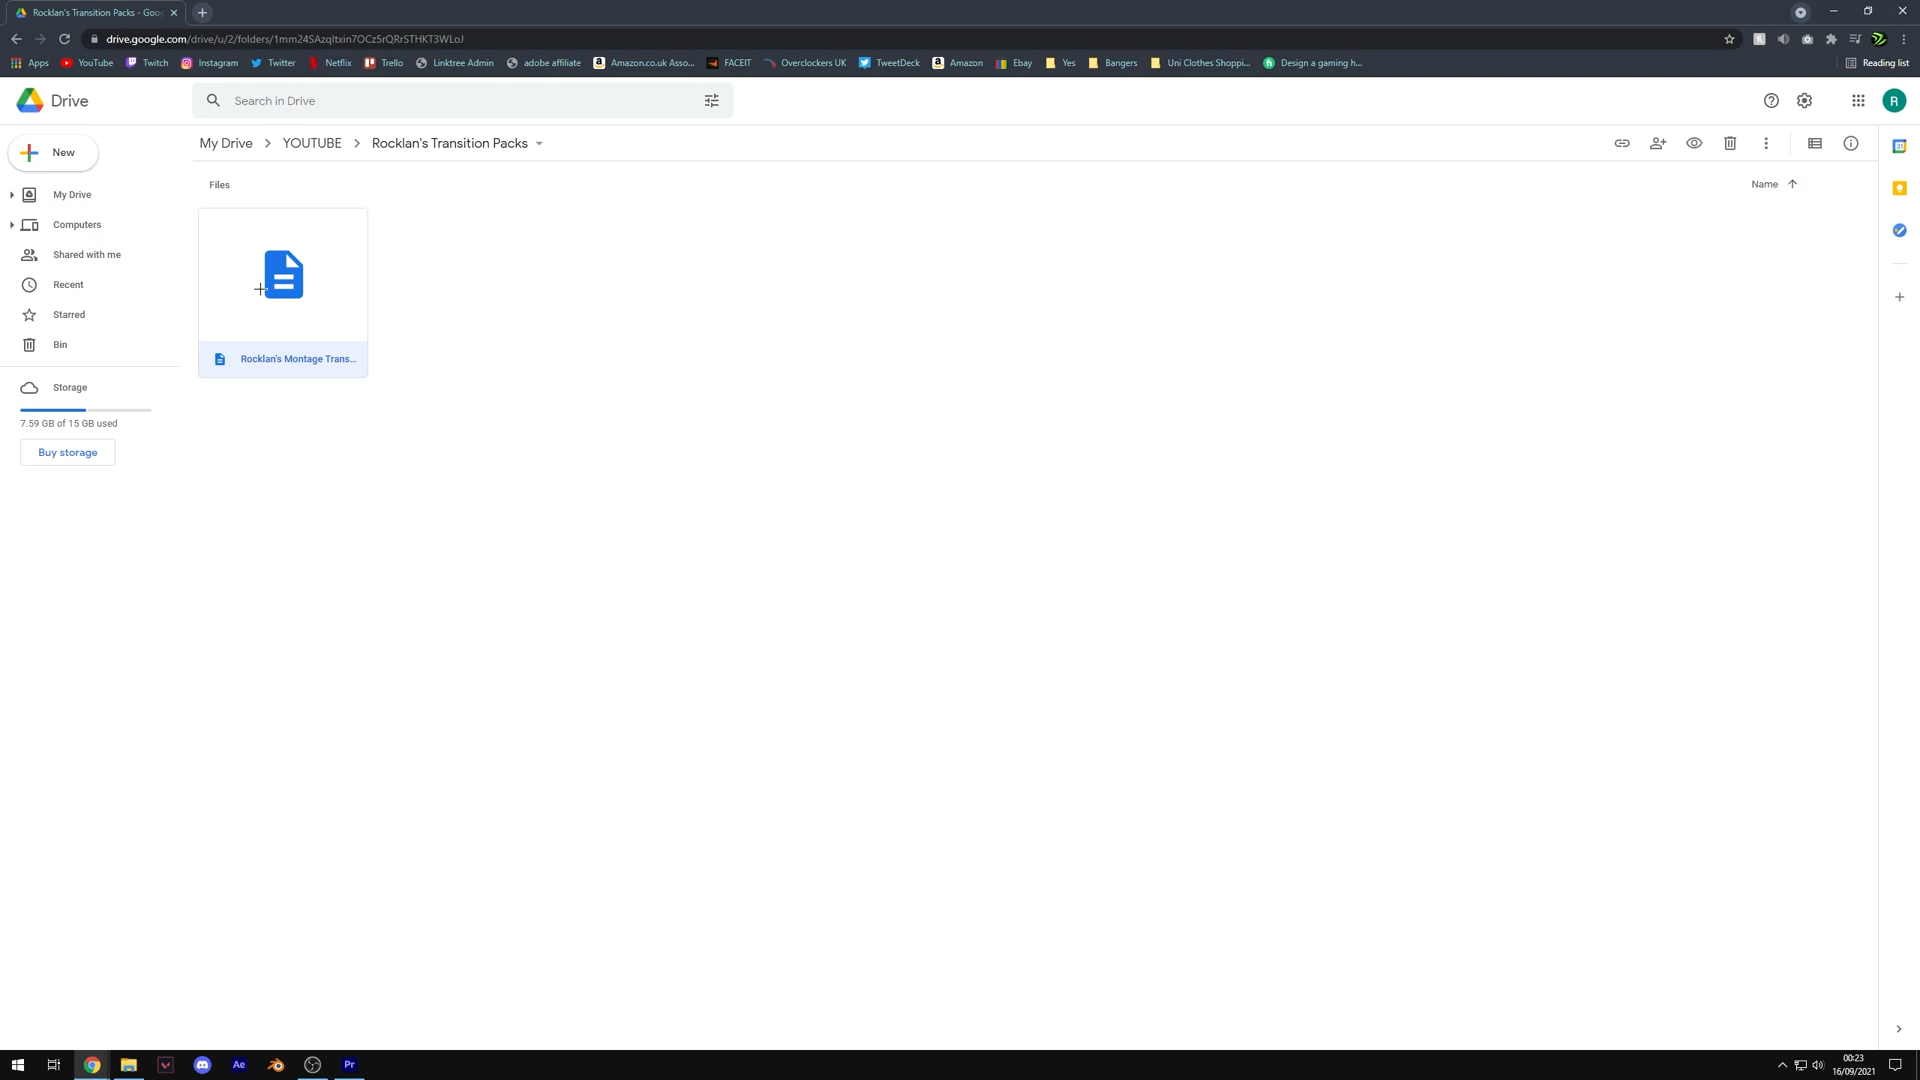 Rocklan's Transition Packs - Goo
drive.google.com/drive/u/2/folders/1mm24SAzqItxin7OCz5rQRrSTHKT3WLoJ
Apps YouTube Twitch Instagram Twitter Netflix Trello Linktree Admin adobe affiliate Amazon.co.uk Asso... FACEIT Overclockers UK TweetDeck Amazon Ebay Yes Bangers Uni Clothes Shoppi... Design a gaming h... Reading list
Drive
Search in Drive
R
New
My Drive > YOUTUBE > Rocklan's Transition Packs
Files
Name
My Drive
Computers
Shared with me
Recent
Starred
Bin
Storage
7.59 GB of 15 GB used
Buy storage
Rocklan's Montage Trans...
31
Ae
Pr
00:23
16/09/2021